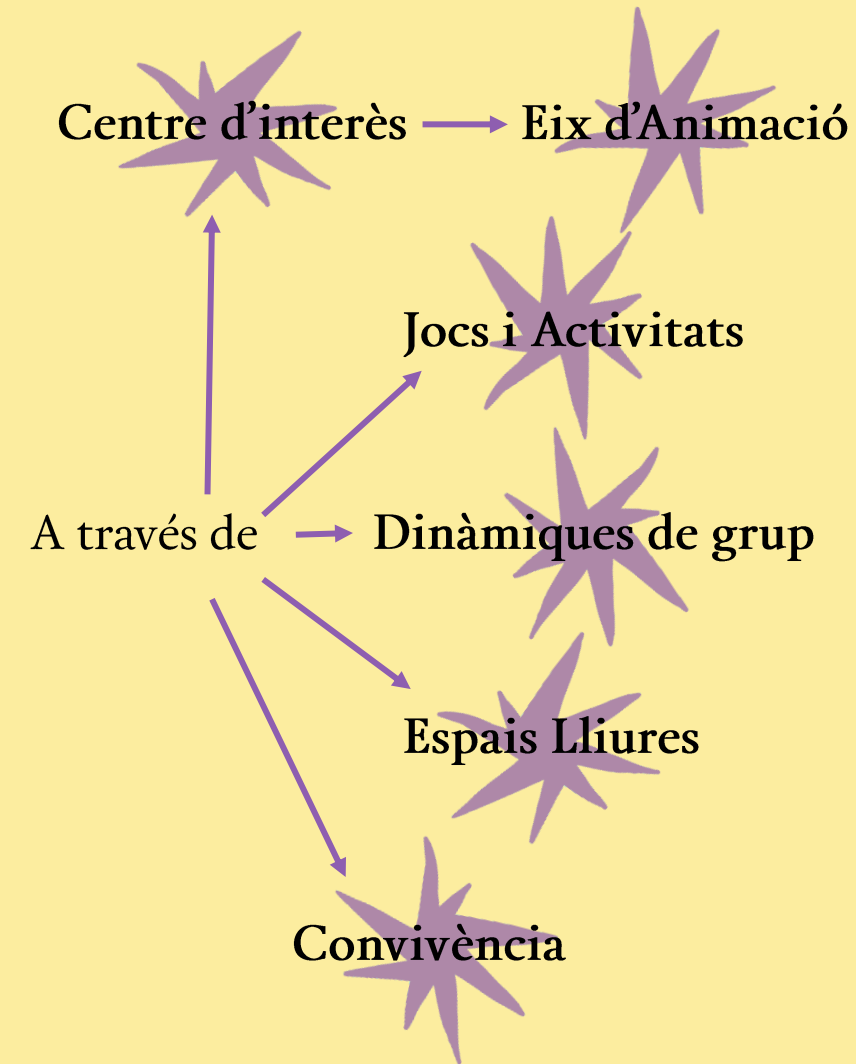 Centre d'interès
Eix d'Animació
Jocs i Activitats
A través de
Dinàmiques de grup
Espais Lliures
Convivència